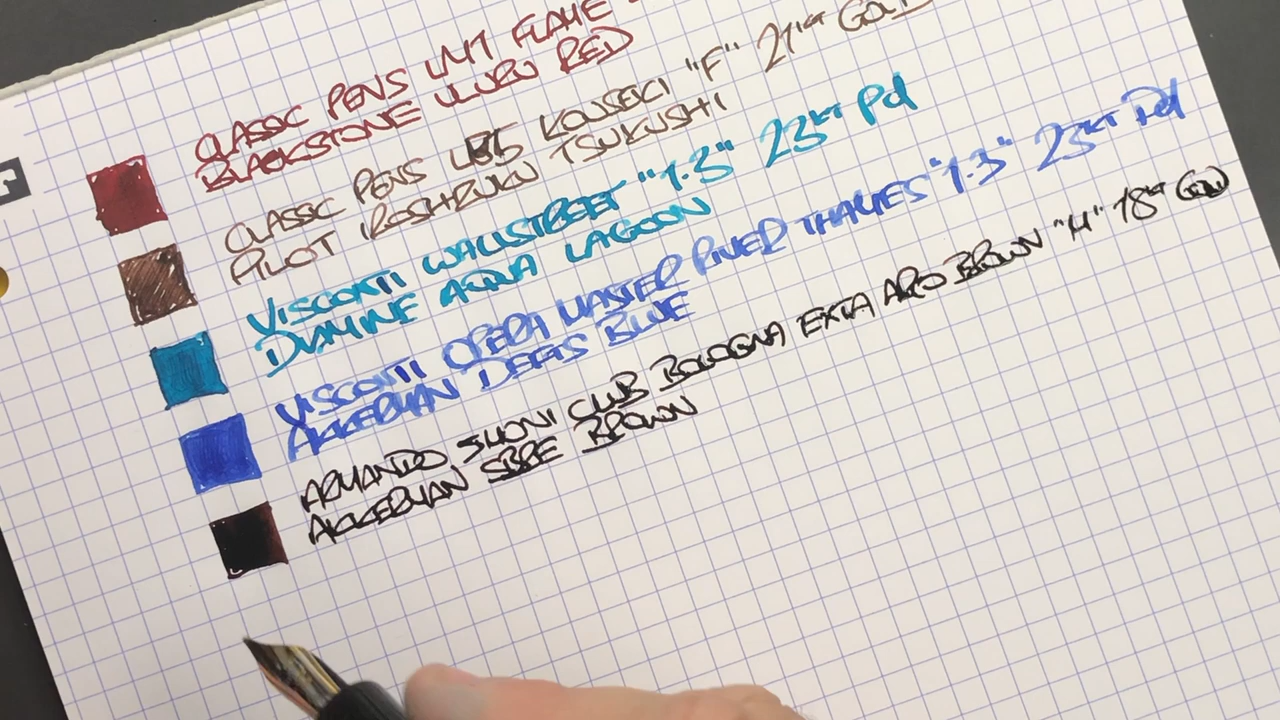 CLASSIC PENS LM1 FLAME
BLACKSTONE ULURU RED
CLASSIC PENS LB5 KOUSEKI "F" 21KT GOLD
PILOT IROSHIZUKU TSUKUSHI
VISCONTI WALLSTREET "1.3" 23KT Pd
DIAMINE AQUA LAGOON
VISCONTI OPERA MASTER RIVER THAMES "1.3" 23KT Pd
AKKERMAN DELFTS BLUE
ARMANDO SIMONI CLUB BOLOGNA EXTRA ARCO BROWN "M" 18KT GOLD
AKKERMAN SBRE BROWN